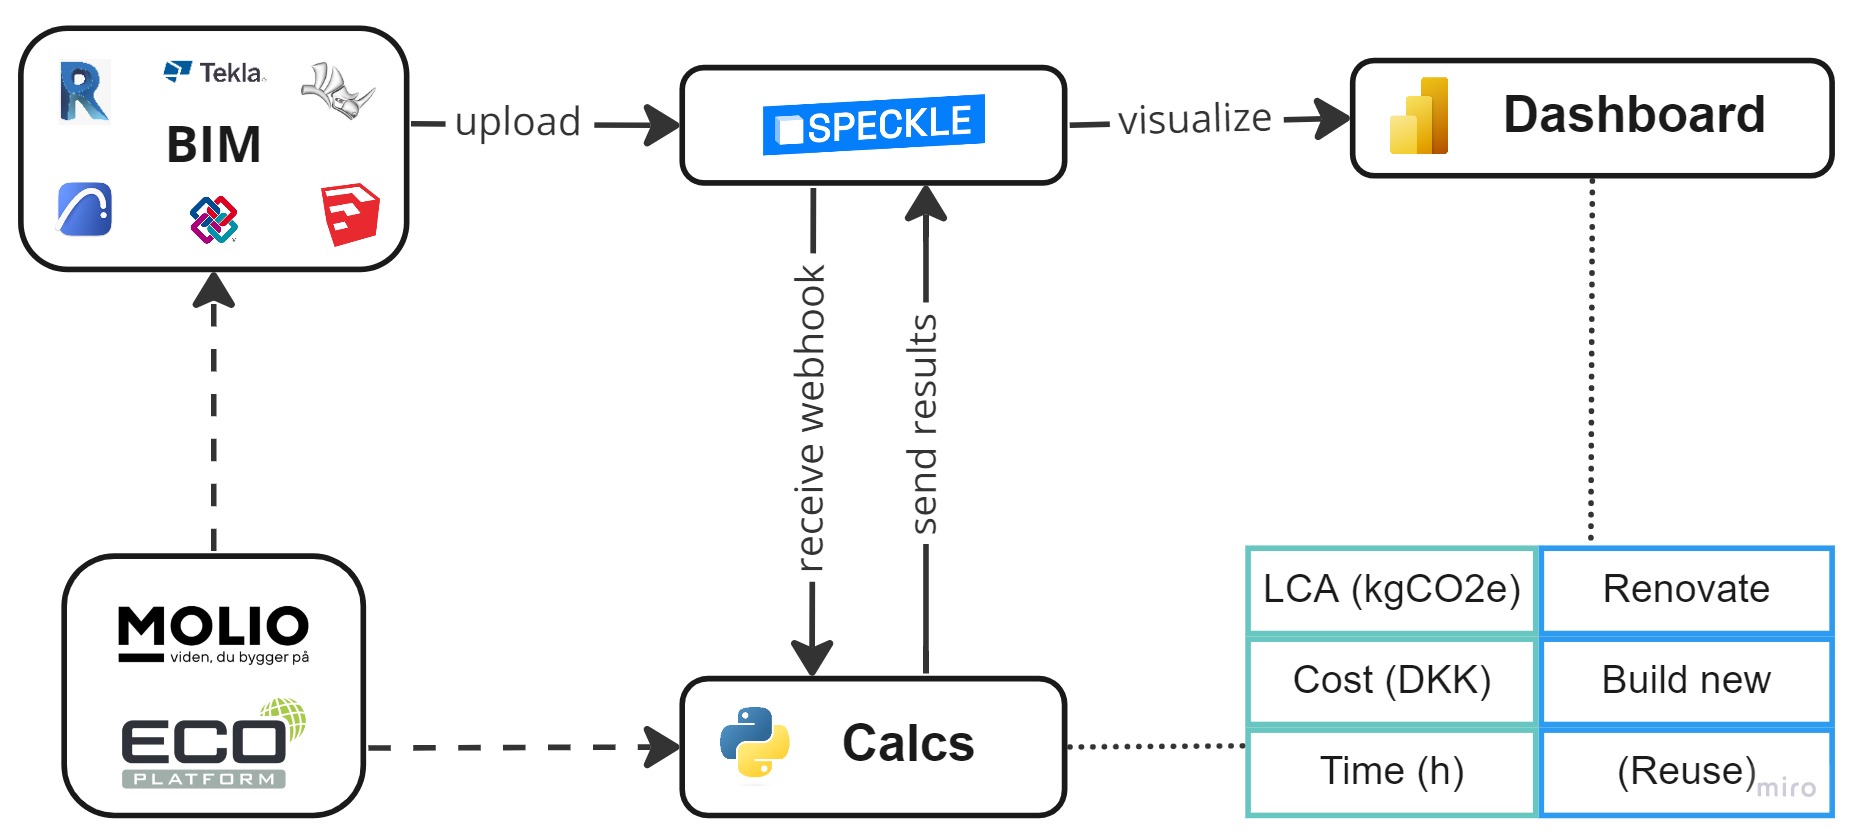 Tekla
BIM
upload
SPECKLE
visualize
Dashboard
receive webhook
send results
MOLIO
viden, du bygger på
ECO
PLATFORM
Calcs
LCA (kgCO2e)
Renovate
Cost (DKK)
Build new
Time (h)
(Reuse)
miro